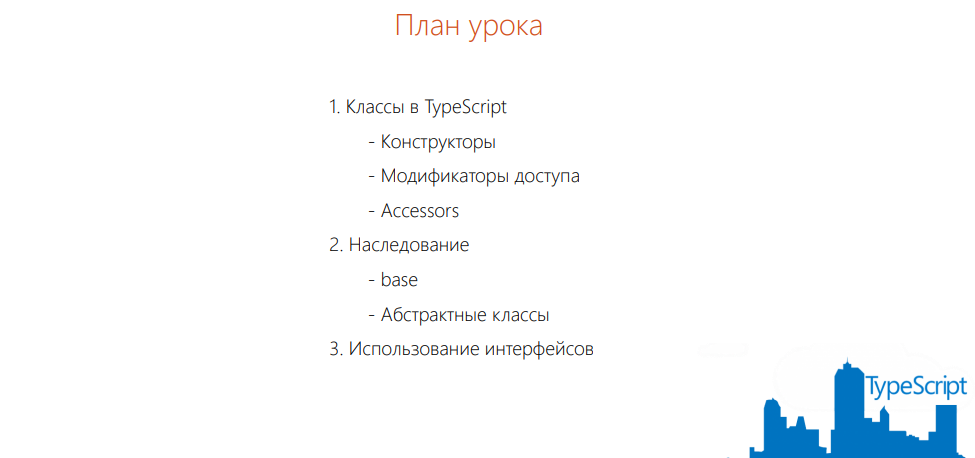 План урока
1. Классы в TypeScript
- Конструкторы
- Модификаторы доступа
- Accessors
2. Наследование
- base
- Абстрактные классы
3. Использование интерфейсов
TypeScript